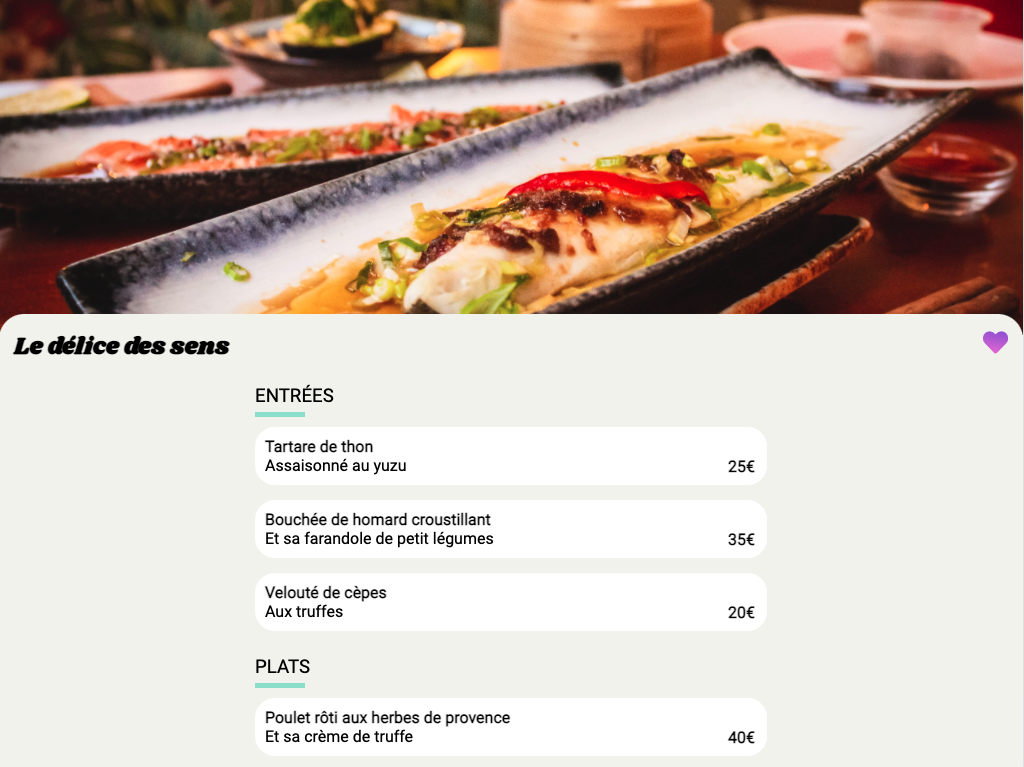 Le délice des sens
ENTRÉES
Tartare de thon
Assaisonné au yuzu
25€
Bouchée de homard croustillant
Et sa farandole de petit légumes
35€
Velouté de cèpes
Aux truffes
20€
PLATS
Poulet rôti aux herbes de provence
Et sa crème de truffe
40€